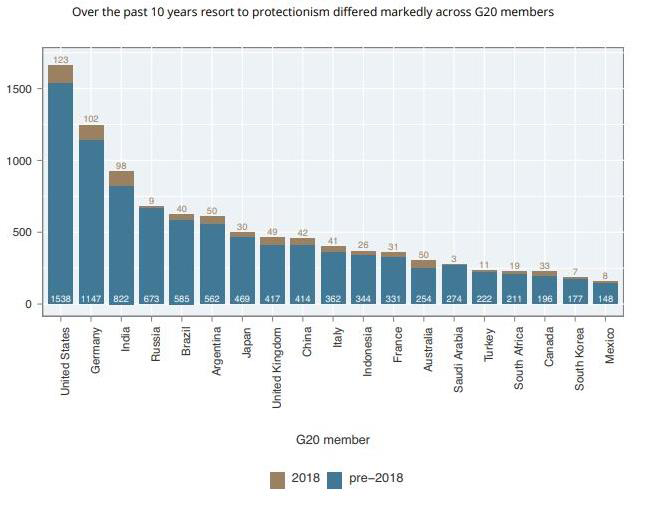 Over the past 10 years resort to protectionism differed markedly across G20 members
123
102
98
9
40
50
30
49
42
41
26
31
50
3
11
19
33
7
8
1500
1000
500
0
1538 1147 822 673 585 562 469 417 414 362 344 331 254 274 222 211 196 177 148
United States
Germany
India
Russia
Brazil
Argentina
Japan
United Kingdom
China
Italy
Indonesia
France
Australia
Saudi Arabia
Turkey
South Africa
Canada
South Korea
Mexico
G20 member
2018 pre−2018